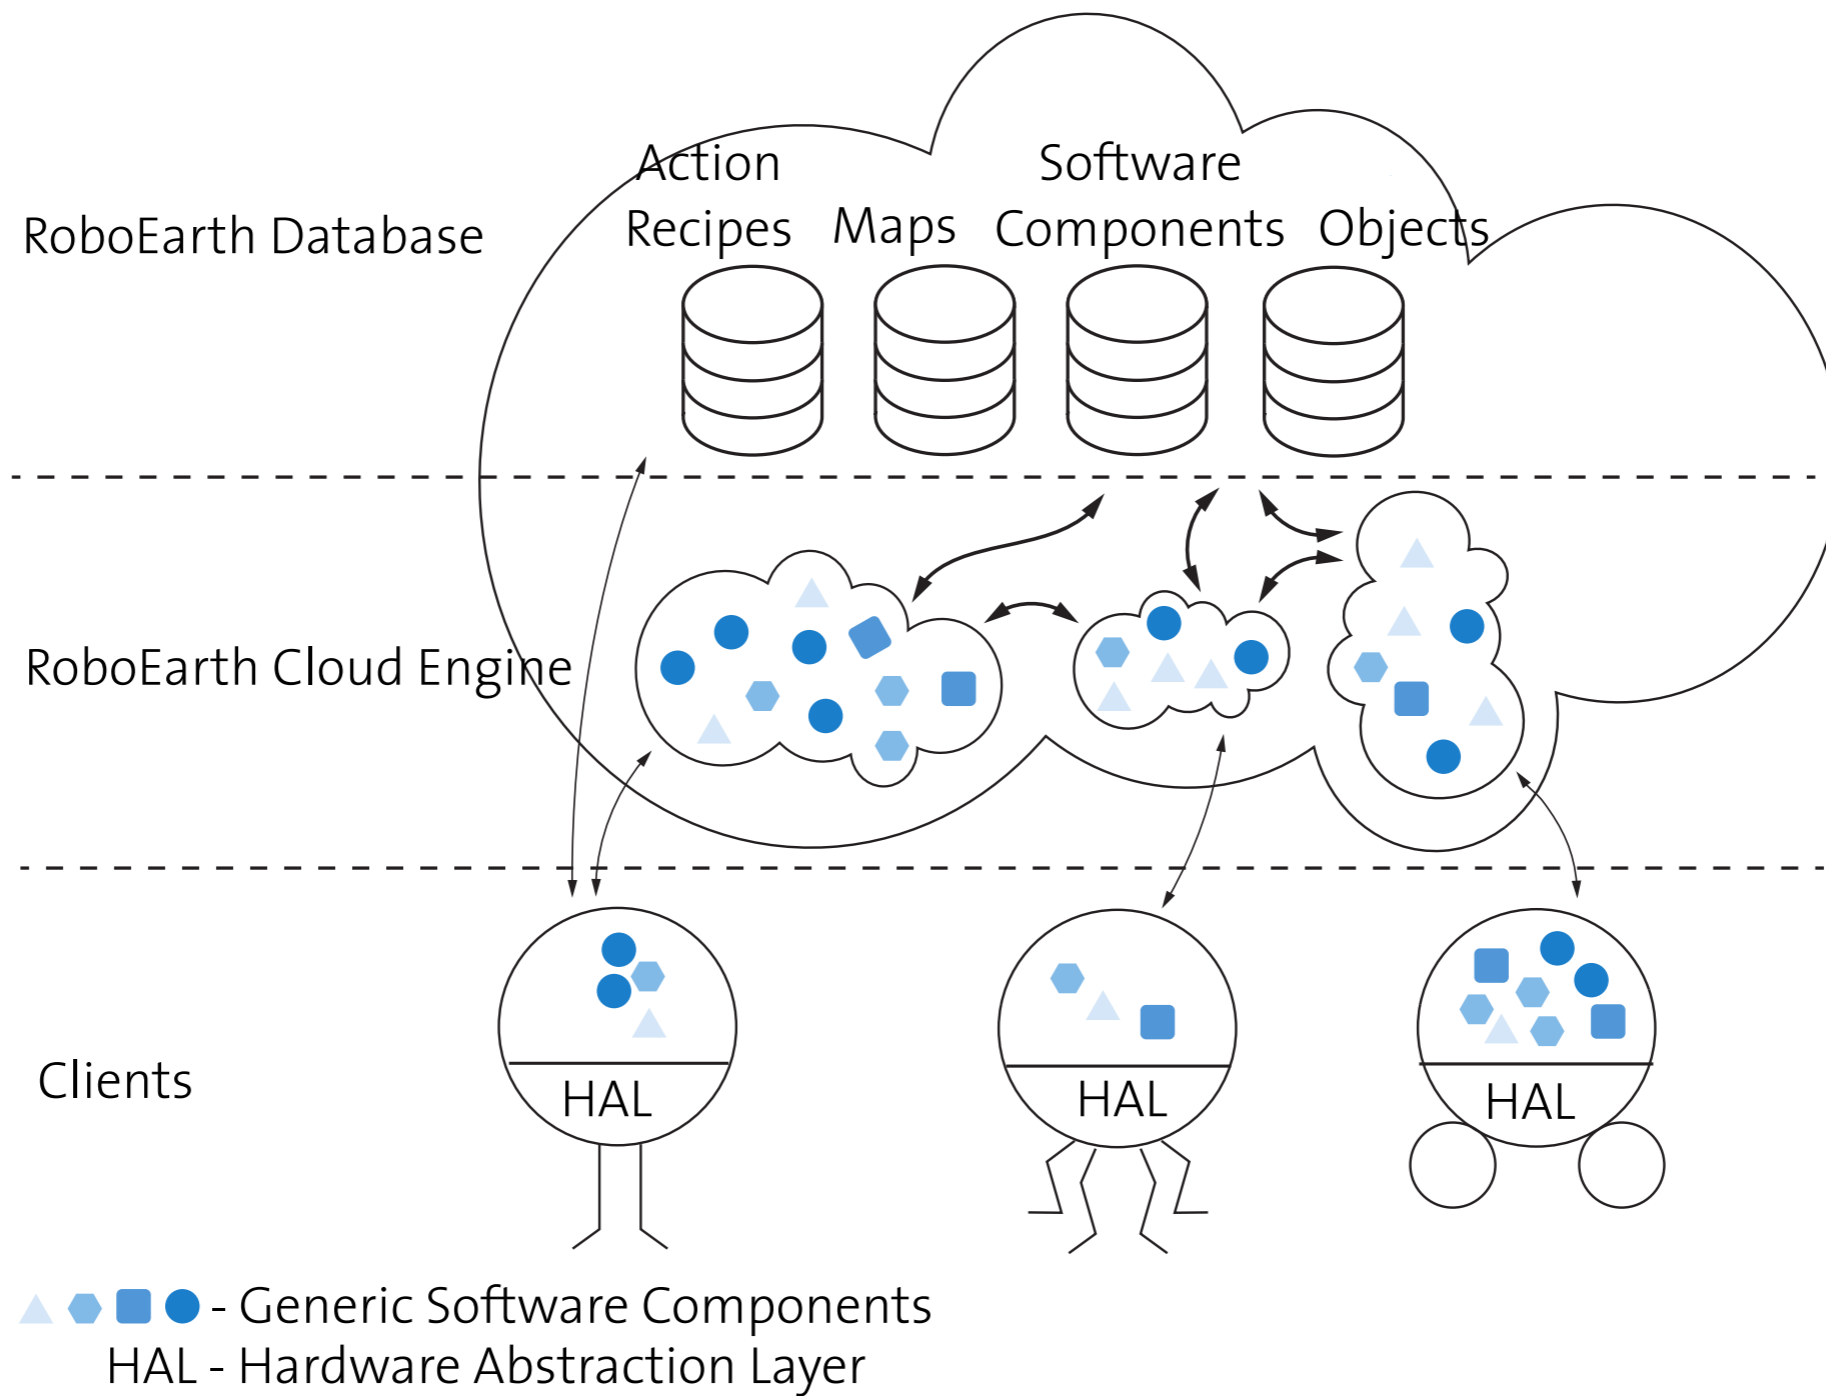 Action
Recipes
Maps
Software
Components
Objects
RoboEarth Database
RoboEarth Cloud Engine
Clients
HAL
HAL
HAL
- Generic Software Components
HAL - Hardware Abstraction Layer